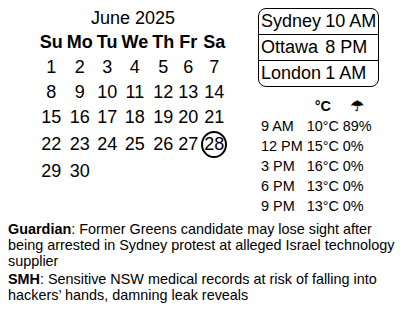 June 2025
Su Mo Tu We Th Fr Sa
1 2 3 4 5 6 7
8 9 10 11 12 13 14
15 16 17 18 19 20 21
22 23 24 25 26 27 28
29 30
Sydney 10 AM
Ottawa 8 PM
London 1 AM
°C ☂
9 AM 10°C 89%
12 PM 15°C 0%
3 PM 16°C 0%
6 PM 13°C 0%
9 PM 13°C 0%
Guardian: Former Greens candidate may lose sight after
being arrested in Sydney protest at alleged Israel technology
supplier
SMH: Sensitive NSW medical records at risk of falling into
hackers’ hands, damning leak reveals